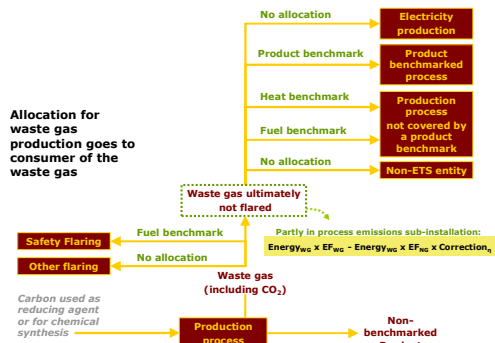 No allocation
Electricity
production
Product benchmark
Product
benchmarked
process
Heat benchmark
Production
process
not covered by
a product
benchmark
Fuel benchmark
No allocation
Non-ETS entity
Allocation for
waste gas
production goes to
consumer of the
waste gas
Waste gas ultimately
not flared
Partly in process emissions sub-installation:
Energy_WG x EF_WG – Energy_WG x EF_NG x Correction_η
Fuel benchmark
Safety Flaring
No allocation
Other flaring
Waste gas
(including CO₂)
Carbon used as
reducing agent
or for chemical
synthesis
Production
process
Non-
benchmarked